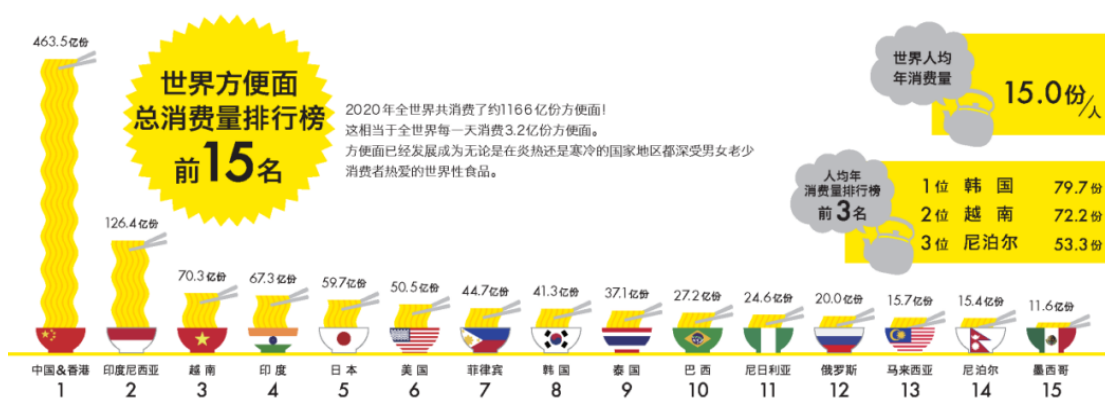 世界方便面
总消费量排行榜
前15名
2020年全世界共消费了约1166亿份方便面!
这相当于全世界每一天消费3.2亿份方便面。
方便面已经发展成为无论是在炎热还是寒冷的国家地区都深受男女老少
消费者热爱的世界性食品。
世界人均
年消费量
15.0份/人
人均年
消费量排行榜
前3名
1位 韩国 79.7份
2位 越南 72.2份
3位 尼泊尔 53.3份
463.5亿份
126.4亿份
70.3亿份
67.3亿份
59.7亿份
50.5亿份
44.7亿份
41.3亿份
37.1亿份
27.2亿份
24.6亿份
20.0亿份
15.7亿份
15.4亿份
11.6亿份
中国&香港 印度尼西亚 越南 印度 日本 美国 菲律宾 韩国 泰国 巴西 尼日利亚 俄罗斯 马来西亚 尼泊尔 墨西哥
1 2 3 4 5 6 7 8 9 10 11 12 13 14 15